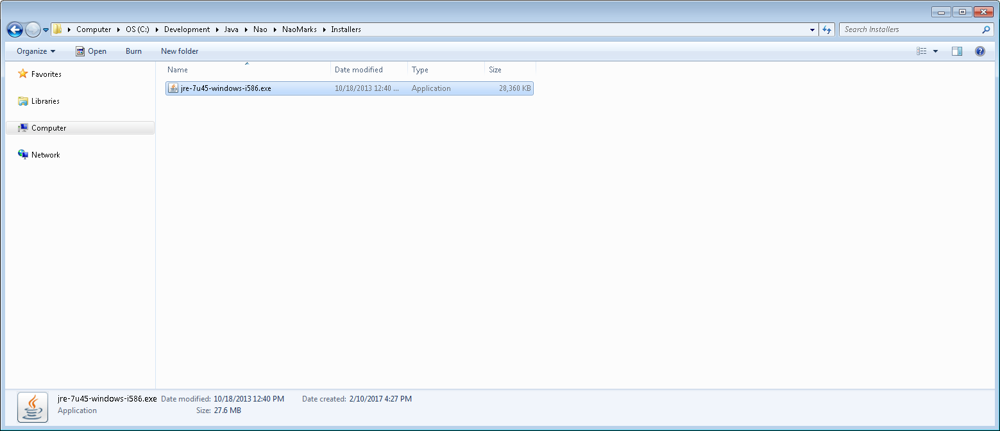 Computer OS (C:) Development Java Nao NaoMarks Installers Search Installers
Organize Open Burn New folder
Name Date modified Type Size
Favorites
jre-7u45-windows-i586.exe 10/18/2013 12:40 ... Application 28,360 KB
Libraries
Computer
Network
jre-7u45-windows-i586.exe Date modified: 10/18/2013 12:40 PM Date created: 2/10/2017 4:27 PM
Application Size: 27.6 MB